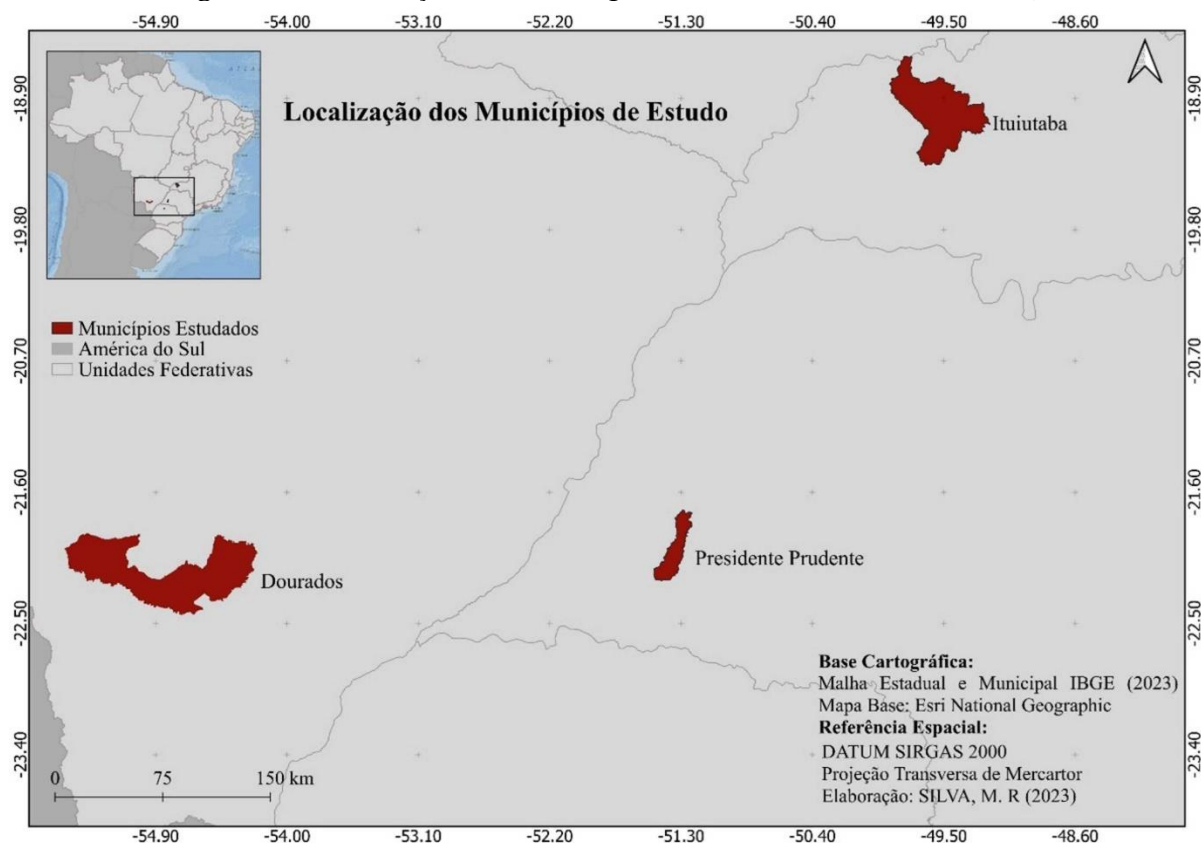 -54.90 -54.00 -53.10 -52.20 -51.30 -50.40 -49.50 -48.60
Localização dos Municípios de Estudo
Ituiutaba
Municípios Estudados
América do Sul
Unidades Federativas
Dourados
Presidente Prudente
Base Cartográfica:
Malha Estadual e Municipal IBGE (2023)
Mapa Base: Esri National Geographic
Referência Espacial:
DATUM SIRGAS 2000
Projeção Transversa de Mercartor
Elaboração: SILVA, M. R (2023)
0 75 150 km
-18.90
-19.80
-20.70
-21.60
-22.50
-23.40
-18.90
-19.80
-20.70
-21.60
-22.50
-23.40
-54.90 -54.00 -53.10 -52.20 -51.30 -50.40 -49.50 -48.60